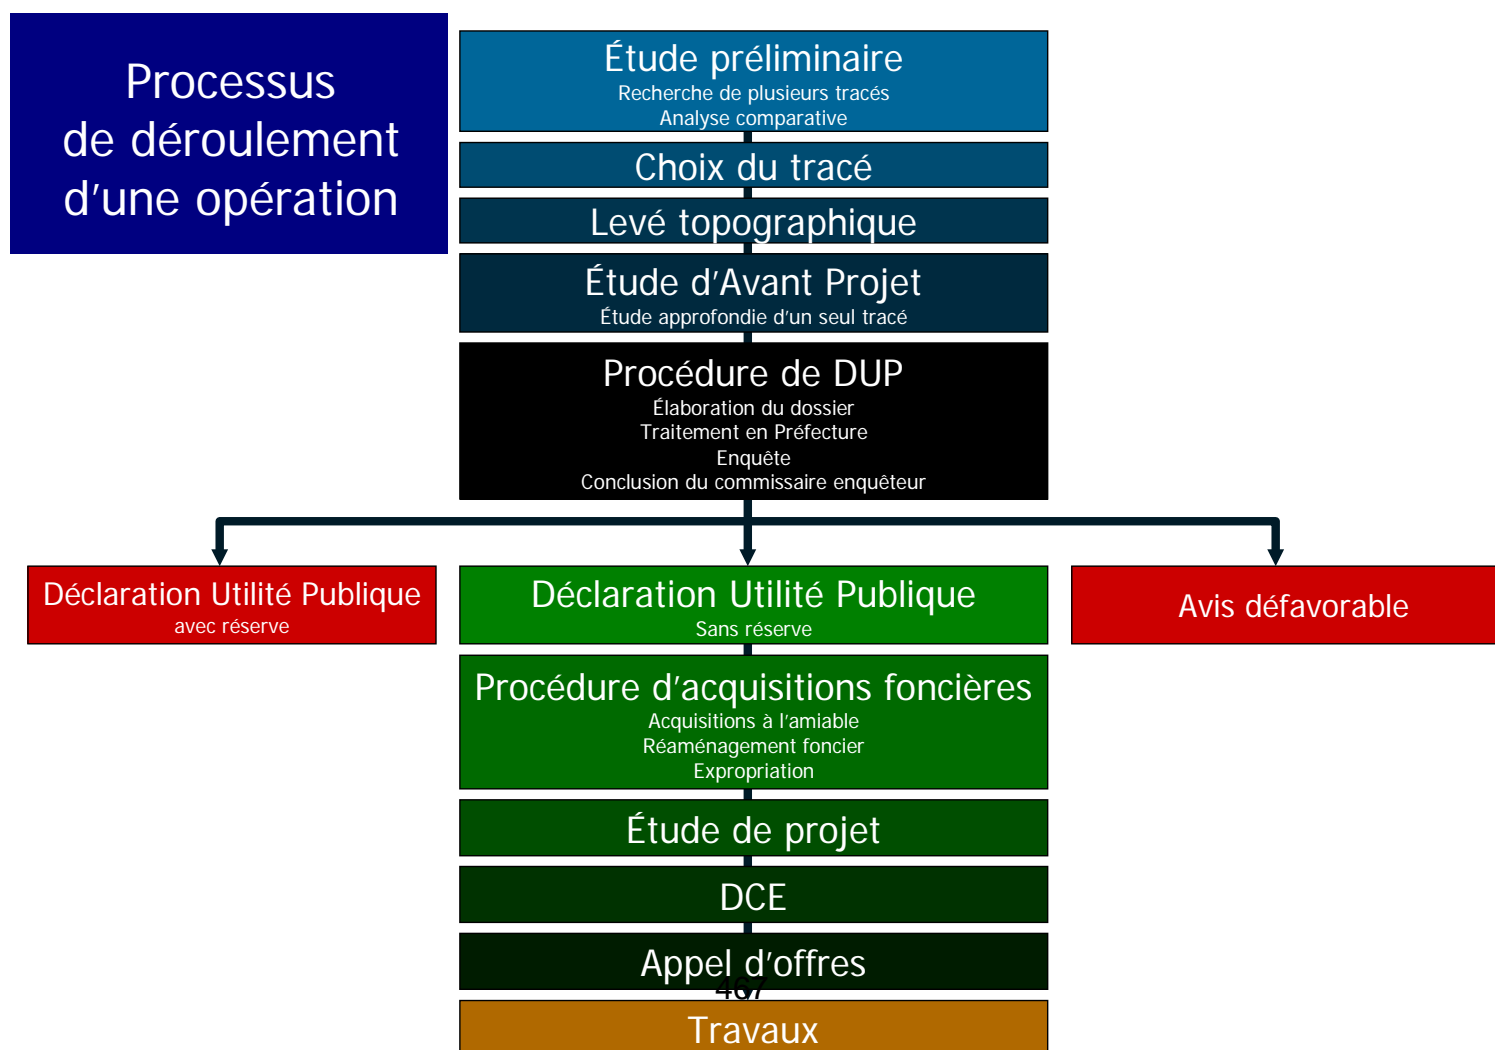 Processus
de déroulement
d'une opération
Étude préliminaire
Recherche de plusieurs tracés
Analyse comparative
Choix du tracé
Levé topographique
Étude d'Avant Projet
Étude approfondie d'un seul tracé
Procédure de DUP
Élaboration du dossier
Traitement en Préfecture
Enquête
Conclusion du commissaire enquêteur
Déclaration Utilité Publique
avec réserve
Déclaration Utilité Publique
Sans réserve
Avis défavorable
Procédure d'acquisitions foncières
Acquisitions à l'amiable
Réaménagement foncier
Expropriation
Étude de projet
DCE
Appel d'offres
467
Travaux